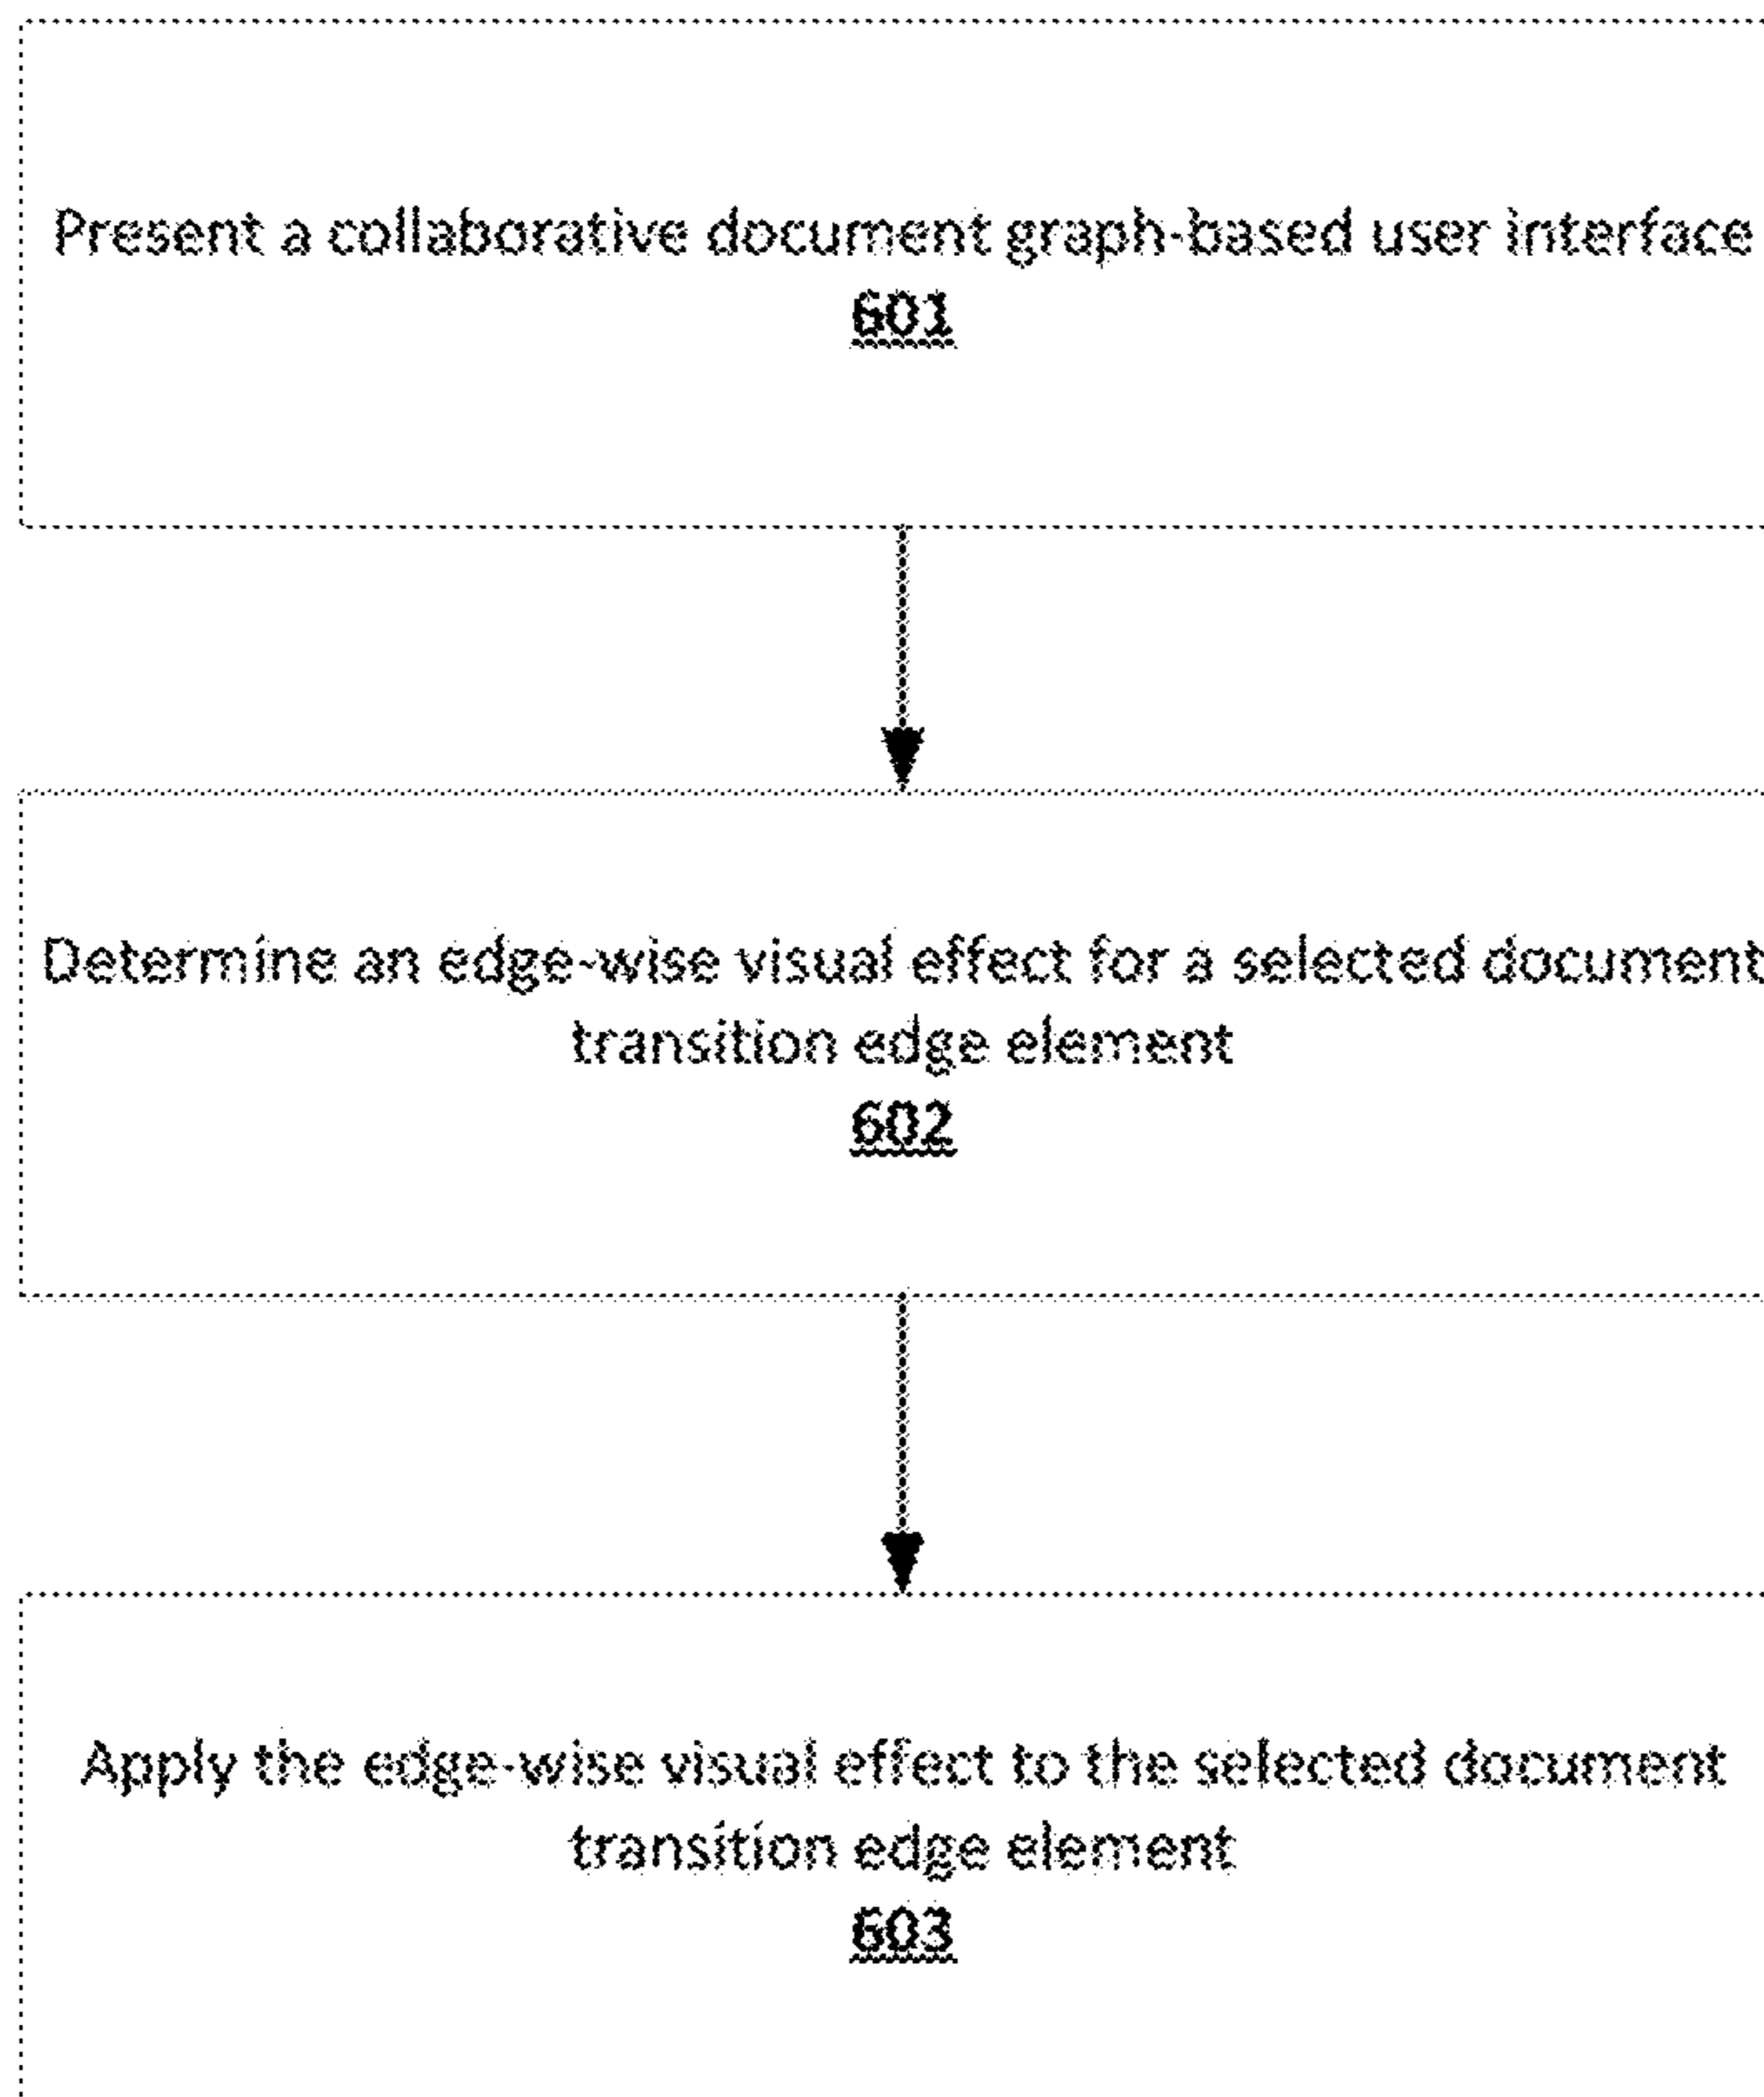 Present a collaborative document graph-based user interface
601
Determine an edge-wise visual effect for a selected document
transition edge element
602
Apply the edge-wise visual effect to the selected document
transition edge element
603